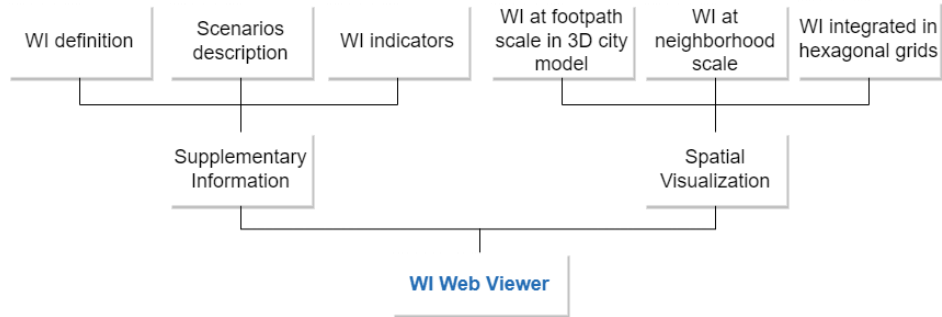 WI definition
Scenarios
description
WI indicators
WI at footpath
scale in 3D city
model
WI at
neighborhood
scale
WI integrated in
hexagonal grids
Supplementary
Information
Spatial
Visualization
WI Web Viewer